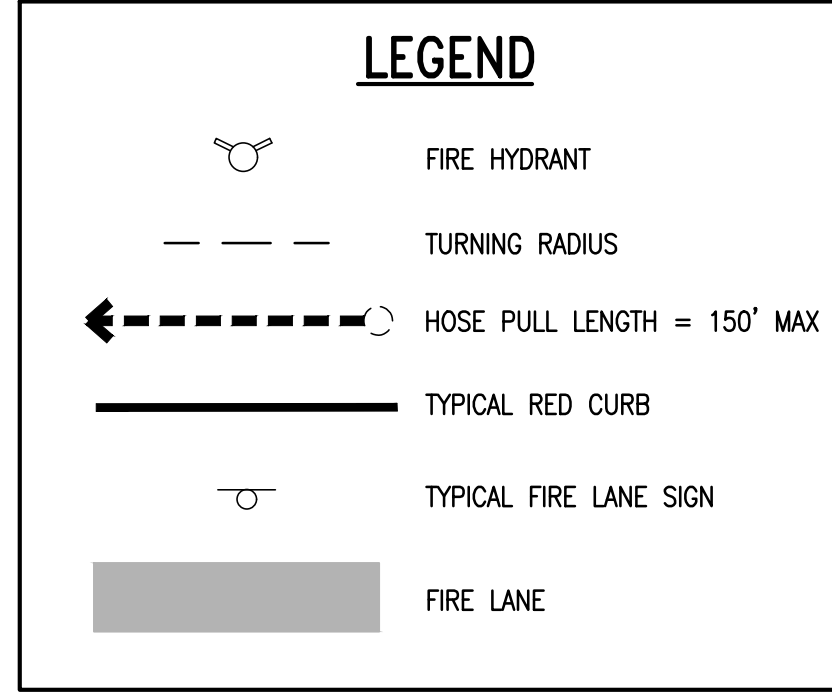 LEGEND
FIRE HYDRANT
TURNING RADIUS
HOSE PULL LENGTH = 150' MAX
TYPICAL RED CURB
TYPICAL FIRE LANE SIGN
FIRE LANE